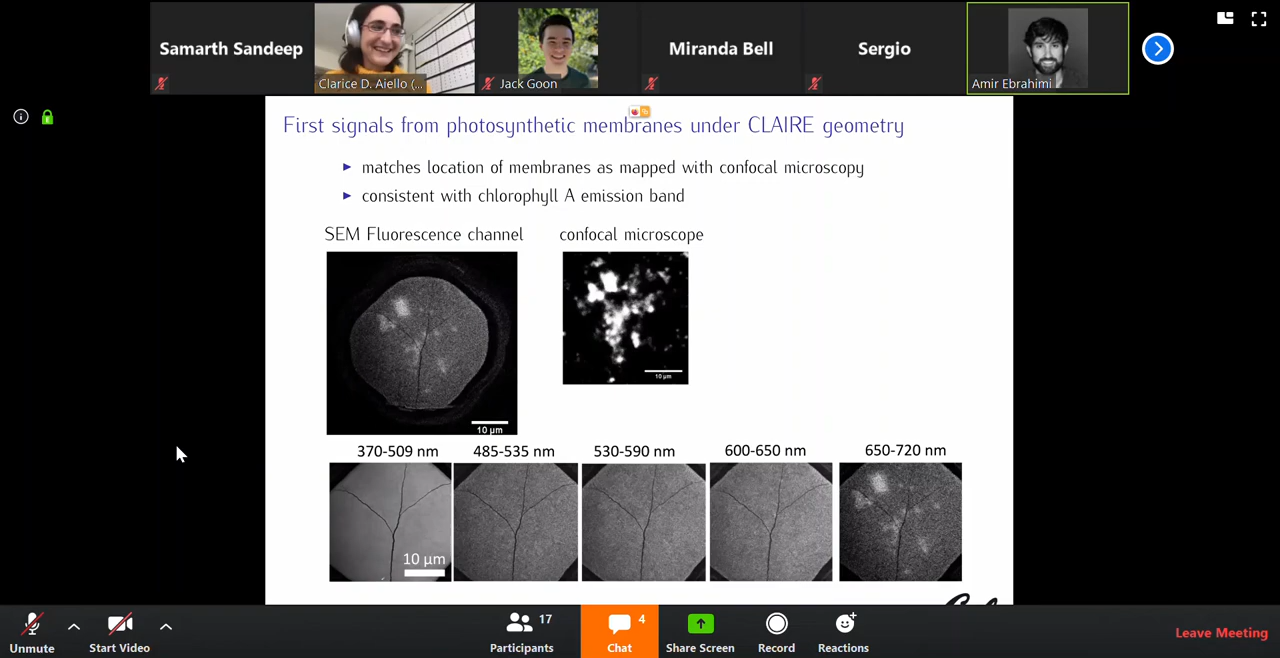 Samarth Sandeep
Clarice D. Aiello (...
Jack Goon
Miranda Bell
Sergio
Amir Ebrahimi
First signals from photosynthetic membranes under CLAIRE geometry
matches location of membranes as mapped with confocal microscopy
consistent with chlorophyll A emission band
SEM Fluorescence channel
confocal microscope
10 μm
10 μm
370-509 nm
485-535 nm
530-590 nm
600-650 nm
650-720 nm
10 μm
Unmute
Start Video
17
Participants
4
Chat
Share Screen
Record
Reactions
Leave Meeting